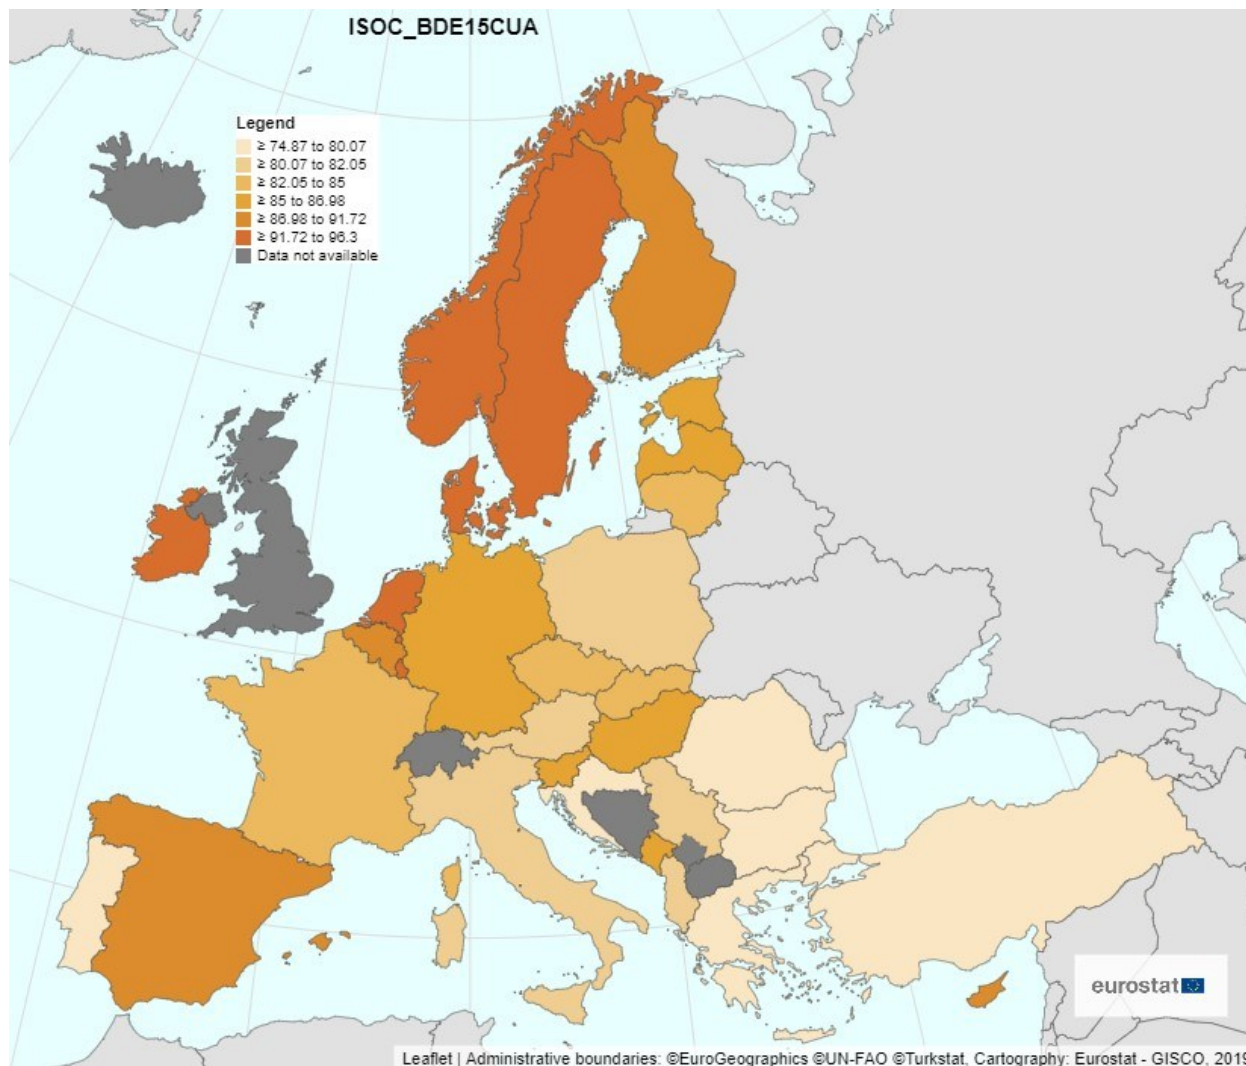 ISOC_BDE15CUA
Legend
≥ 74.87 to 80.07
≥ 80.07 to 82.05
≥ 82.05 to 85
≥ 85 to 86.98
≥ 86.98 to 91.72
≥ 91.72 to 96.3
Data not available
eurostat
Leaflet | Administrative boundaries: ©EuroGeographics ©UN-FAO ©Turkstat, Cartography: Eurostat - GISCO, 2019